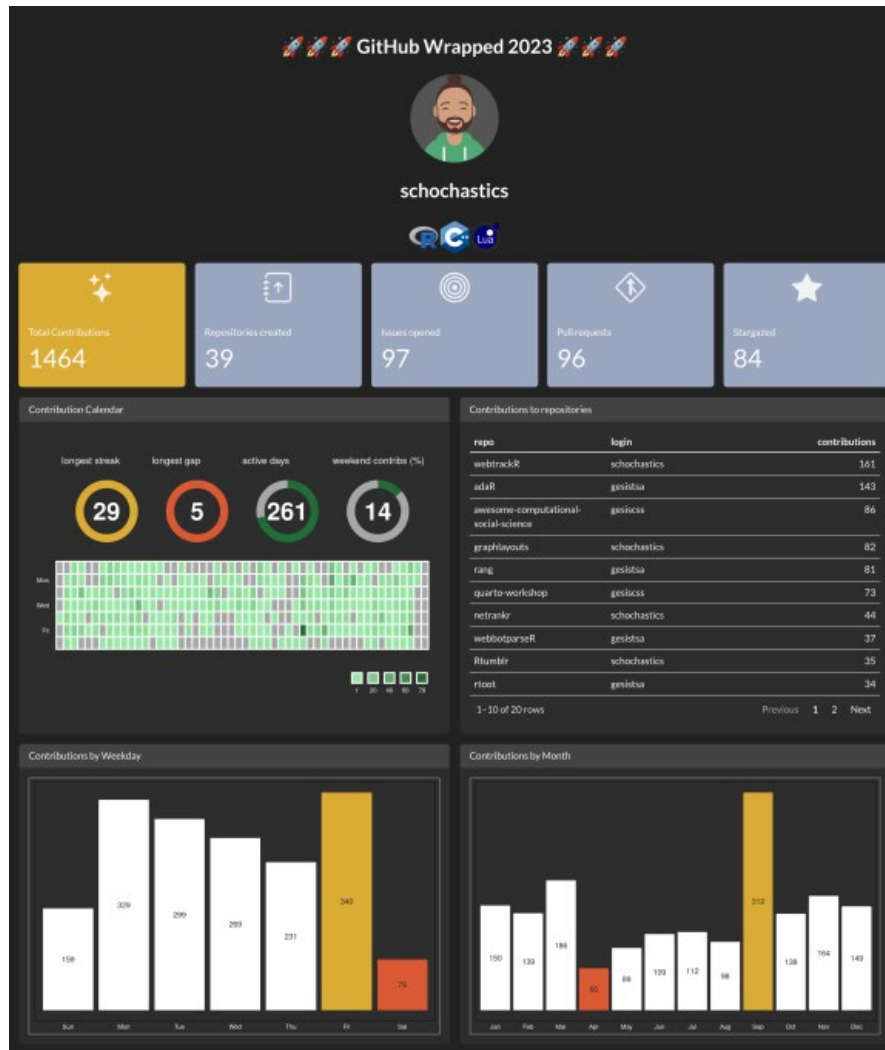 🚀🚀🚀 GitHub Wrapped 2023 🚀🚀🚀
schochastics
R C++ Lua
Total Contributions
1464
Repositories created
39
Issues opened
97
Pull requests
96
Stargazed
84
Contribution Calendar
longest streak longest gap active days weekend contribs (%)
29 5 261 14
Mon
Wed
Fri
1 20 40 60 79
Contributions to repositories
repo login contributions
webtrackR schochastics 161
adaR gesistsa 143
awesome-computational- gesiscss 86
social-science
graphlayouts schochastics 82
rang gesistsa 81
quarto-workshop gesiscss 73
netrankr schochastics 44
webbotparseR gesistsa 37
Rtumblr schochastics 35
rtoot gesistsa 34
1–10 of 20 rows Previous 1 2 Next
Contributions by Weekday
159 329 299 269 231 340 79
Sun Mon Tue Wed Thu Fri Sat
Contributions by Month
150 139 186 89 109 112 98 312 138 164 149
Jan Feb Mar Apr May Jun Jul Aug Sep Oct Nov Dec